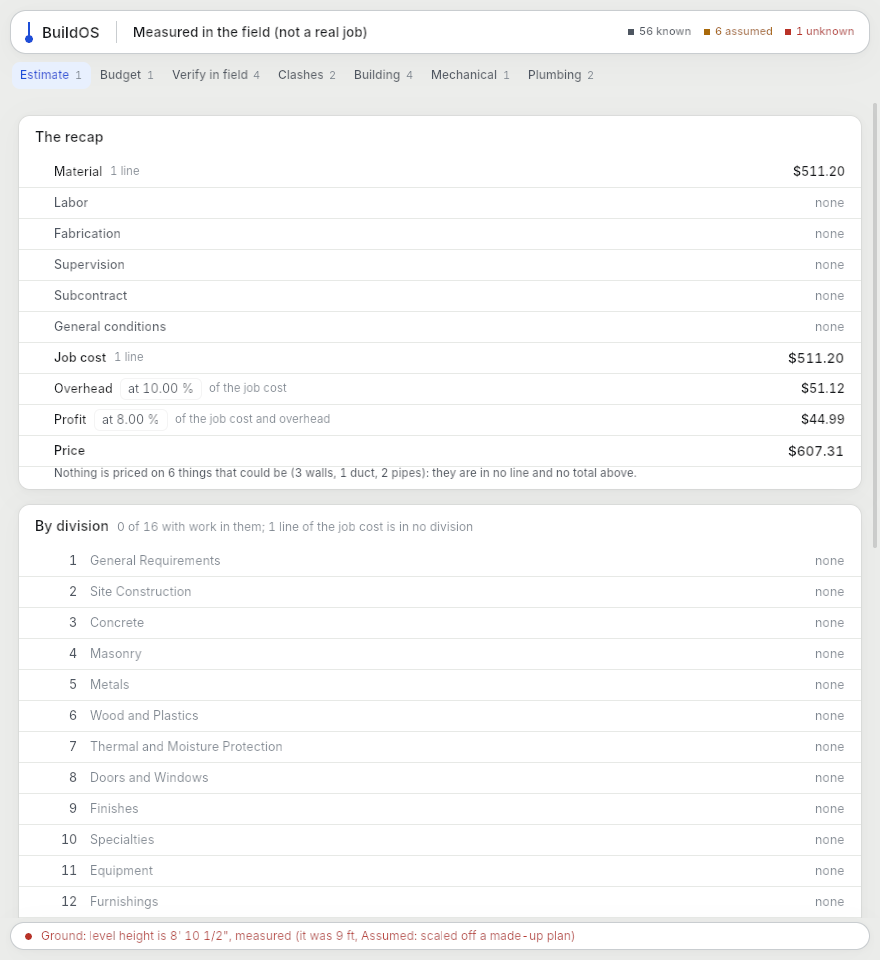 BuildOS
Measured in the field (not a real job)
56 known
6 assumed
1 unknown
Estimate 1
Budget 1
Verify in field 4
Clashes 2
Building 4
Mechanical 1
Plumbing 2
The recap
Material 1 line $511.20
Labor none
Fabrication none
Supervision none
Subcontract none
General conditions none
Job cost 1 line $511.20
Overhead at 10.00 % of the job cost $51.12
Profit at 8.00 % of the job cost and overhead $44.99
Price $607.31
Nothing is priced on 6 things that could be (3 walls, 1 duct, 2 pipes): they are in no line and no total above.
By division 0 of 16 with work in them; 1 line of the job cost is in no division
1 General Requirements none
2 Site Construction none
3 Concrete none
4 Masonry none
5 Metals none
6 Wood and Plastics none
7 Thermal and Moisture Protection none
8 Doors and Windows none
9 Finishes none
10 Specialties none
11 Equipment none
12 Furnishings none
Ground: level height is 8' 10 1/2", measured (it was 9 ft, Assumed: scaled off a made-up plan)